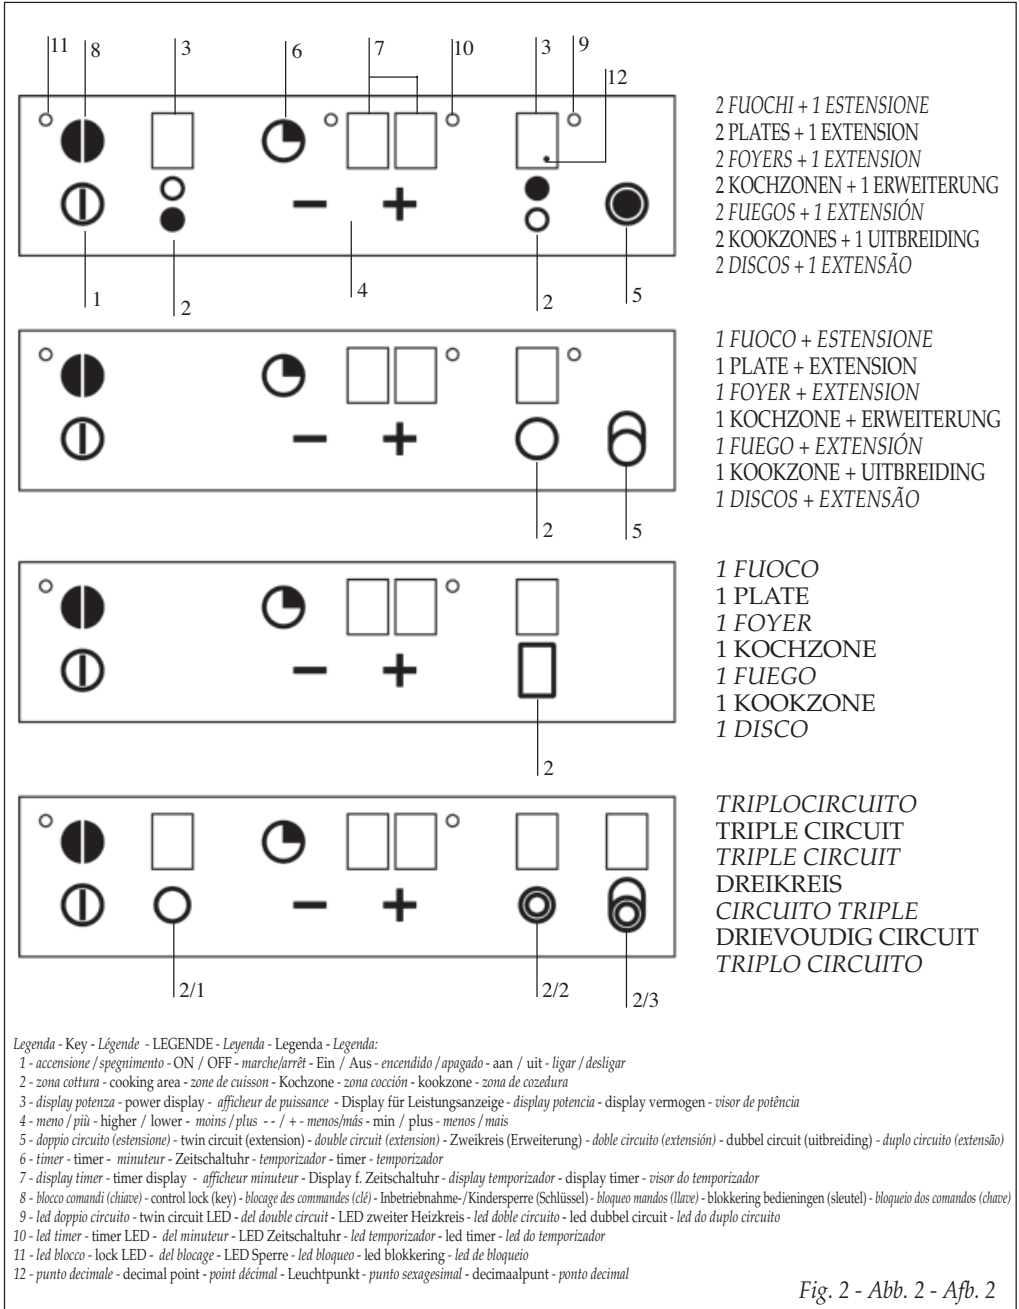 11 8 3 6 7 10 3 9
12
2 FUOCHI + 1 ESTENSIONE
2 PLATES + 1 EXTENSION
2 FOYERS + 1 EXTENSION
2 KOCHZONEN + 1 ERWEITERUNG
2 FUEGOS + 1 EXTENSIÓN
2 KOOKZONES + 1 UITBREIDING
2 DISCOS + 1 EXTENSÃO
1 2 4 2 5
1 FUOCO + ESTENSIONE
1 PLATE + EXTENSION
1 FOYER + EXTENSION
1 KOCHZONE + ERWEITERUNG
1 FUEGO + EXTENSIÓN
1 KOOKZONE + UITBREIDING
1 DISCOS + EXTENSÃO
2 5
1 FUOCO
1 PLATE
1 FOYER
1 KOCHZONE
1 FUEGO
1 KOOKZONE
1 DISCO
2
TRIPLOCIRCUITO
TRIPLE CIRCUIT
TRIPLE CIRCUIT
DREIKREIS
CIRCUITO TRIPLE
DRIEVOUDIG CIRCUIT
TRIPLO CIRCUITO
2/1 2/2 2/3
Legenda - Key - Légende - LEGENDE - Leyenda - Legenda - Legenda:
1 - accensione / spegnimento - ON / OFF - marche/arrêt - Ein / Aus - encendido / apagado - aan / uit - ligar / desligar
2 - zona cottura - cooking area - zone de cuisson - Kochzone - zona cocción - kookzone - zona de cozedura
3 - display potenza - power display - afficheur de puissance - Display für Leistungsanzeige - display potencia - display vermogen - visor de potência
4 - meno / più - higher / lower - moins / plus - - / + - menos/más - min / plus - menos / mais
5 - doppio circuito (estensione) - twin circuit (extension) - double circuit (extension) - Zweikreis (Erweiterung) - doble circuito (extensión) - dubbel circuit (uitbreiding) - duplo circuito (extensão)
6 - timer - timer - minuteur - Zeitschaltuhr - temporizador - timer - temporizador
7 - display timer - timer display - afficheur minuteur - Display f. Zeitschaltuhr - display temporizador - display timer - visor do temporizador
8 - blocco comandi (chiave) - control lock (key) - blocage des commandes (clé) - Inbetriebnahme-/Kindersperre (Schlüssel) - bloqueo mandos (llave) - blokkering bedieningen (sleutel) - bloqueio dos comandos (chave)
9 - led doppio circuito - twin circuit LED - del double circuit - LED zweiter Heizkreis - led doble circuito - led dubbel circuit - led do duplo circuito
10 - led timer - timer LED - del minuteur - LED Zeitschaltuhr - led temporizador - led timer - led do temporizador
11 - led blocco - lock LED - del blocage - LED Sperre - led bloqueo - led blokkering - led de bloqueio
12 - punto decimale - decimal point - point décimal - Leuchtpunkt - punto sexagesimal - decimaalpunt - ponto decimal
Fig. 2 - Abb. 2 - Afb. 2